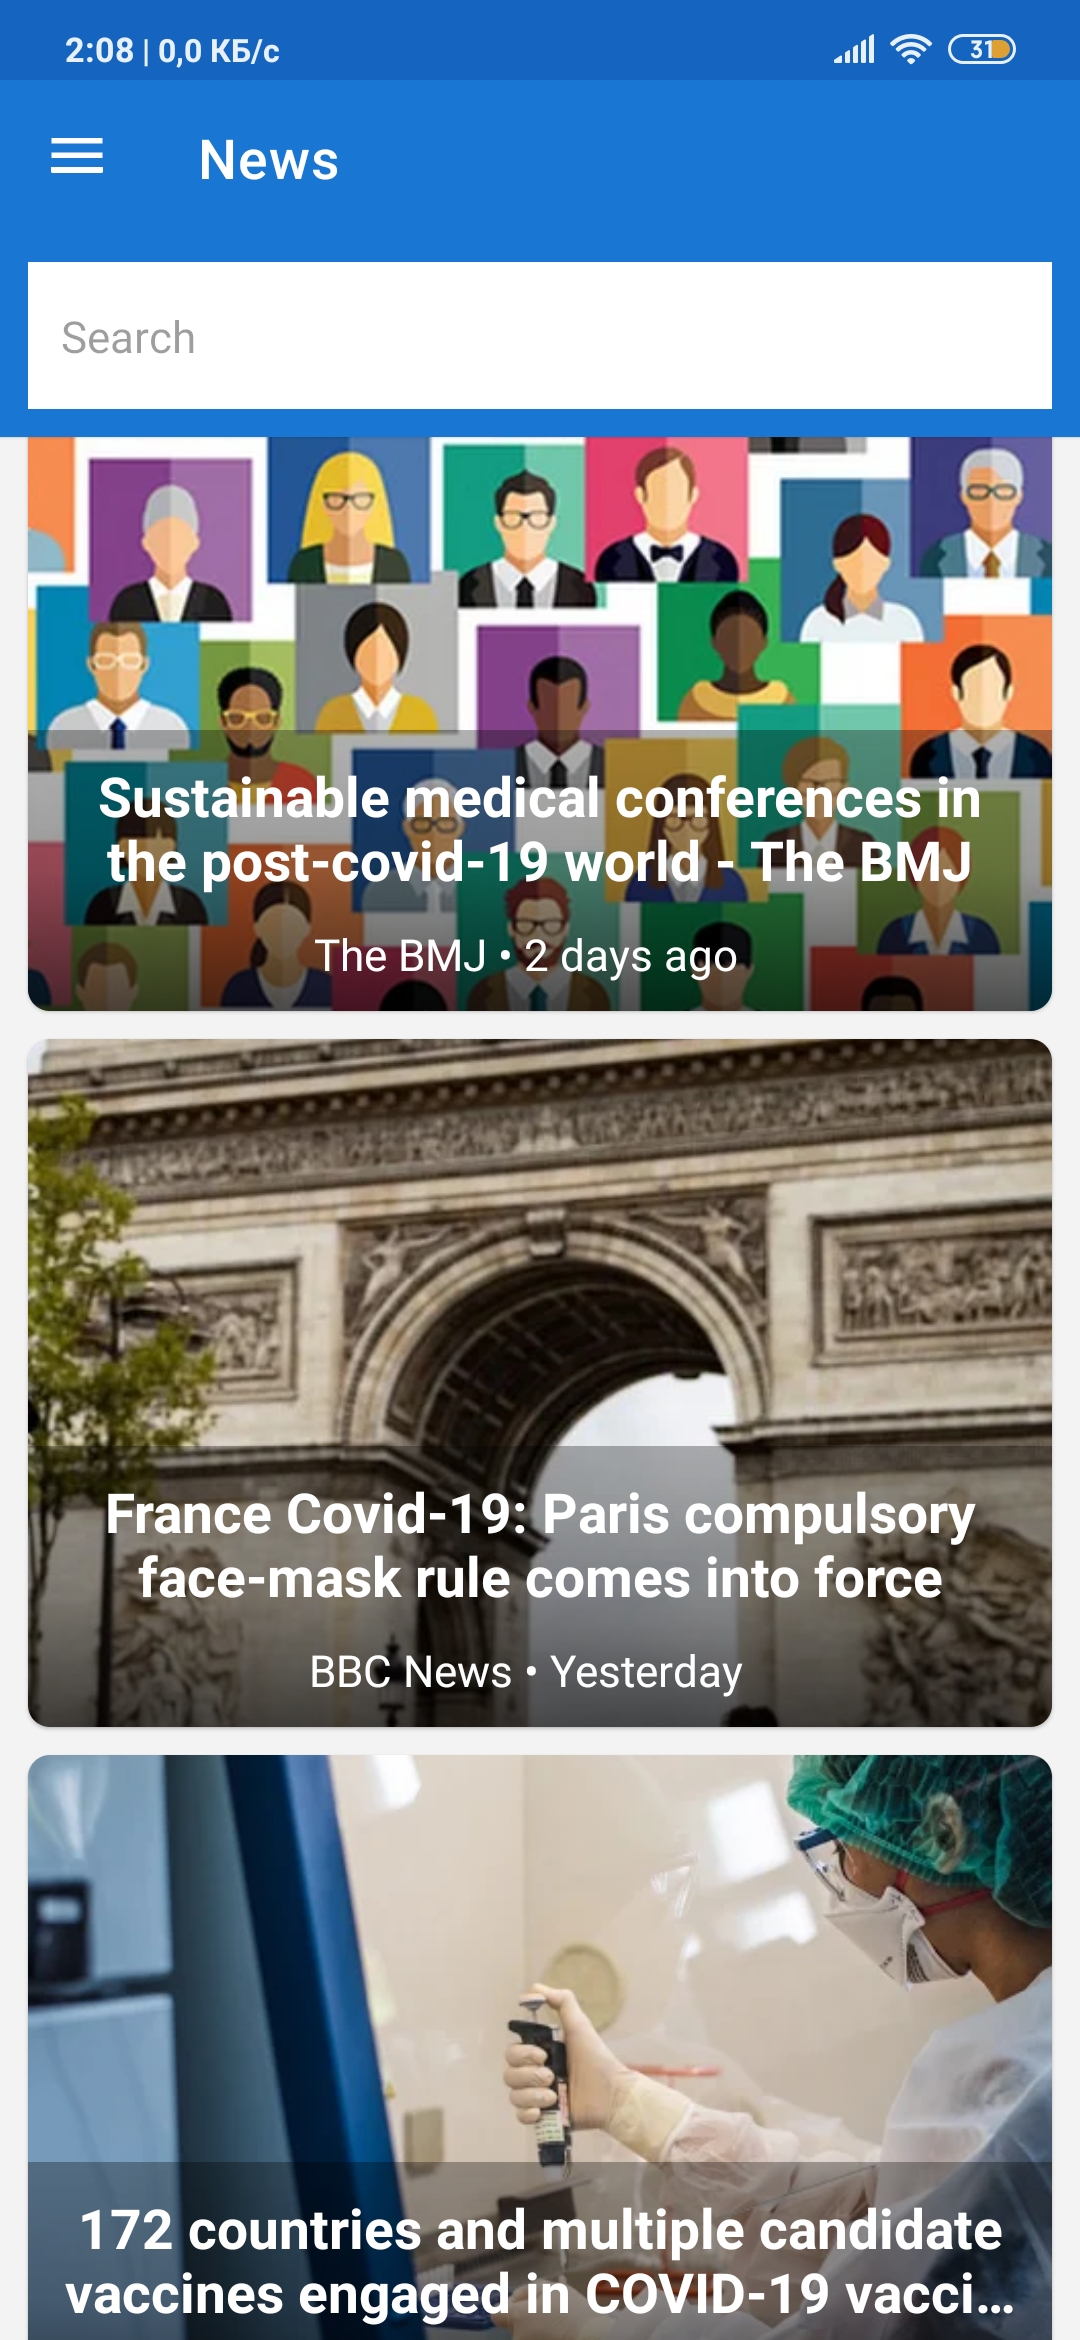 2:08 | 0,0 КБ/с
31
News
Search
Sustainable medical conferences in
the post-covid-19 world - The BMJ
The BMJ • 2 days ago
France Covid-19: Paris compulsory
face-mask rule comes into force
BBC News • Yesterday
172 countries and multiple candidate
vaccines engaged in COVID-19 vacci...